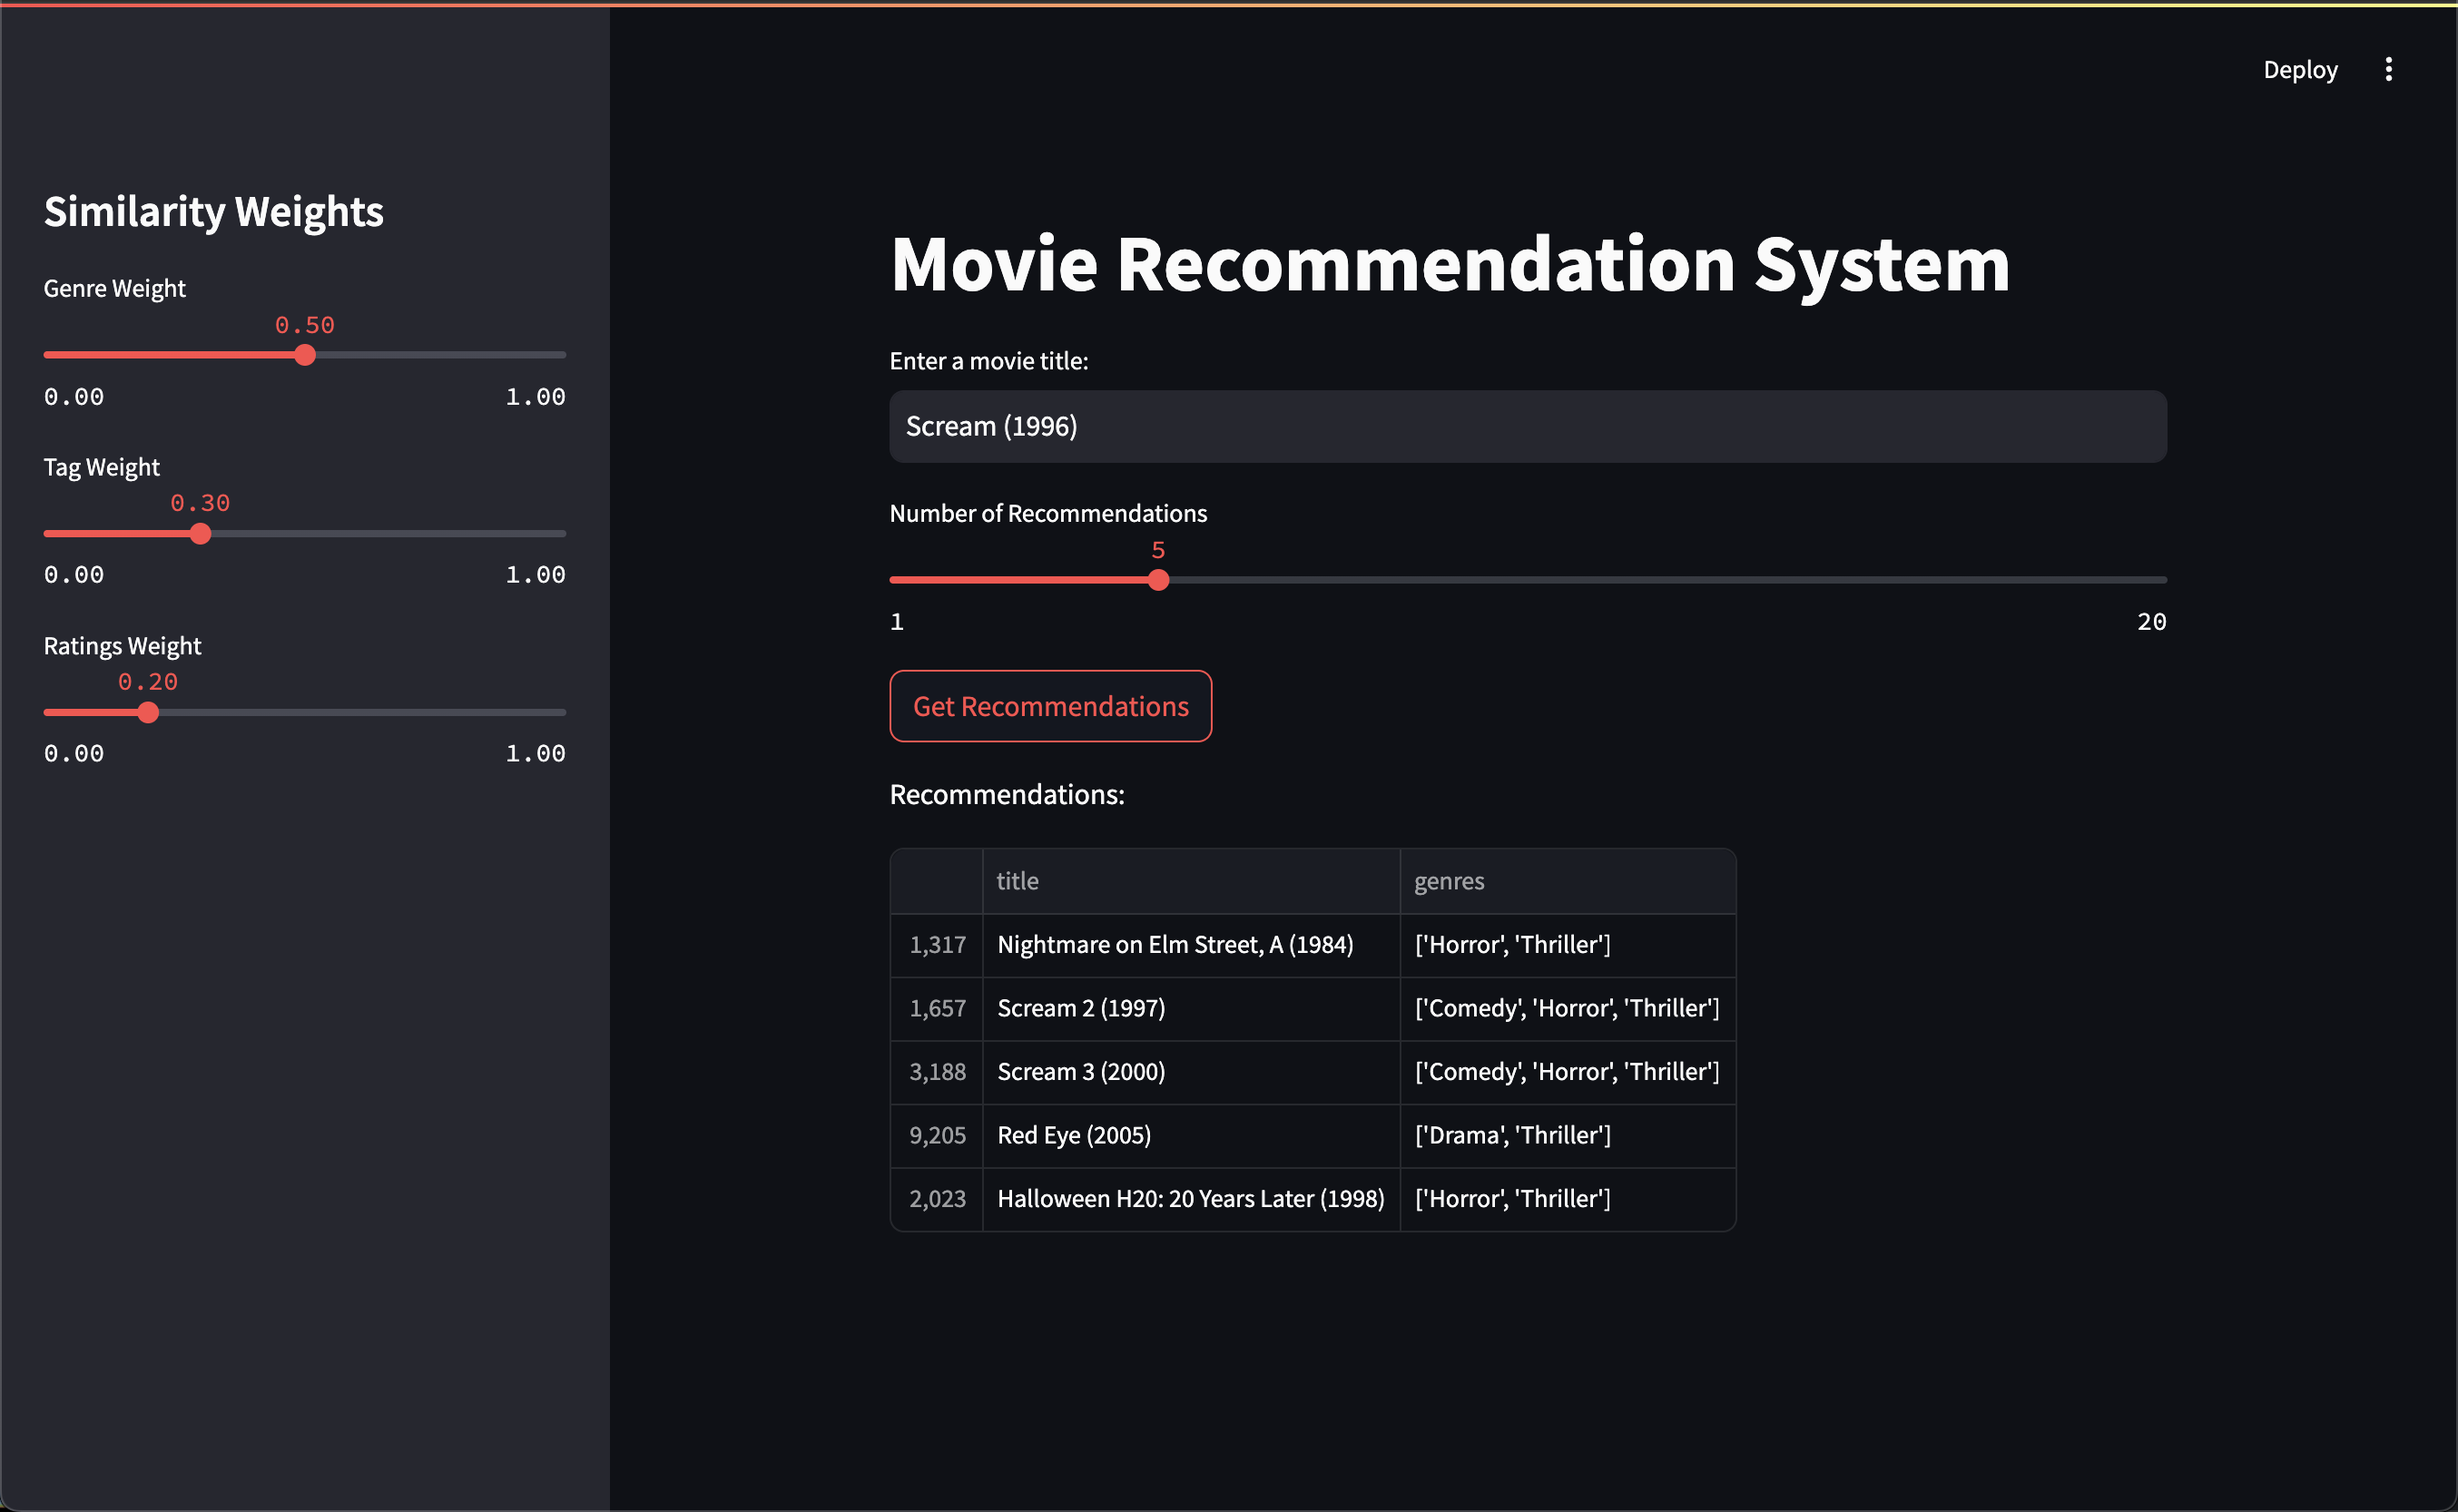 Deploy
Similarity Weights
Genre Weight
0.50
0.00 1.00
Tag Weight
0.30
0.00 1.00
Ratings Weight
0.20
0.00 1.00
Movie Recommendation System
Enter a movie title:
Scream (1996)
Number of Recommendations
5
1 20
Get Recommendations
Recommendations:
title genres
1,317 Nightmare on Elm Street, A (1984) ['Horror', 'Thriller']
1,657 Scream 2 (1997) ['Comedy', 'Horror', 'Thriller']
3,188 Scream 3 (2000) ['Comedy', 'Horror', 'Thriller']
9,205 Red Eye (2005) ['Drama', 'Thriller']
2,023 Halloween H20: 20 Years Later (1998) ['Horror', 'Thriller']